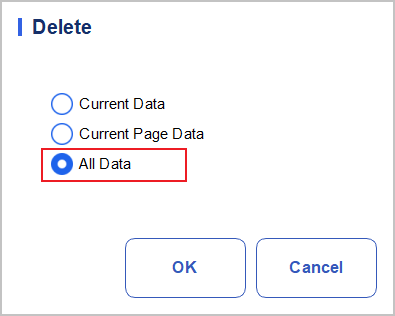 Delete
Current Data
Current Page Data
All Data
OK
Cancel